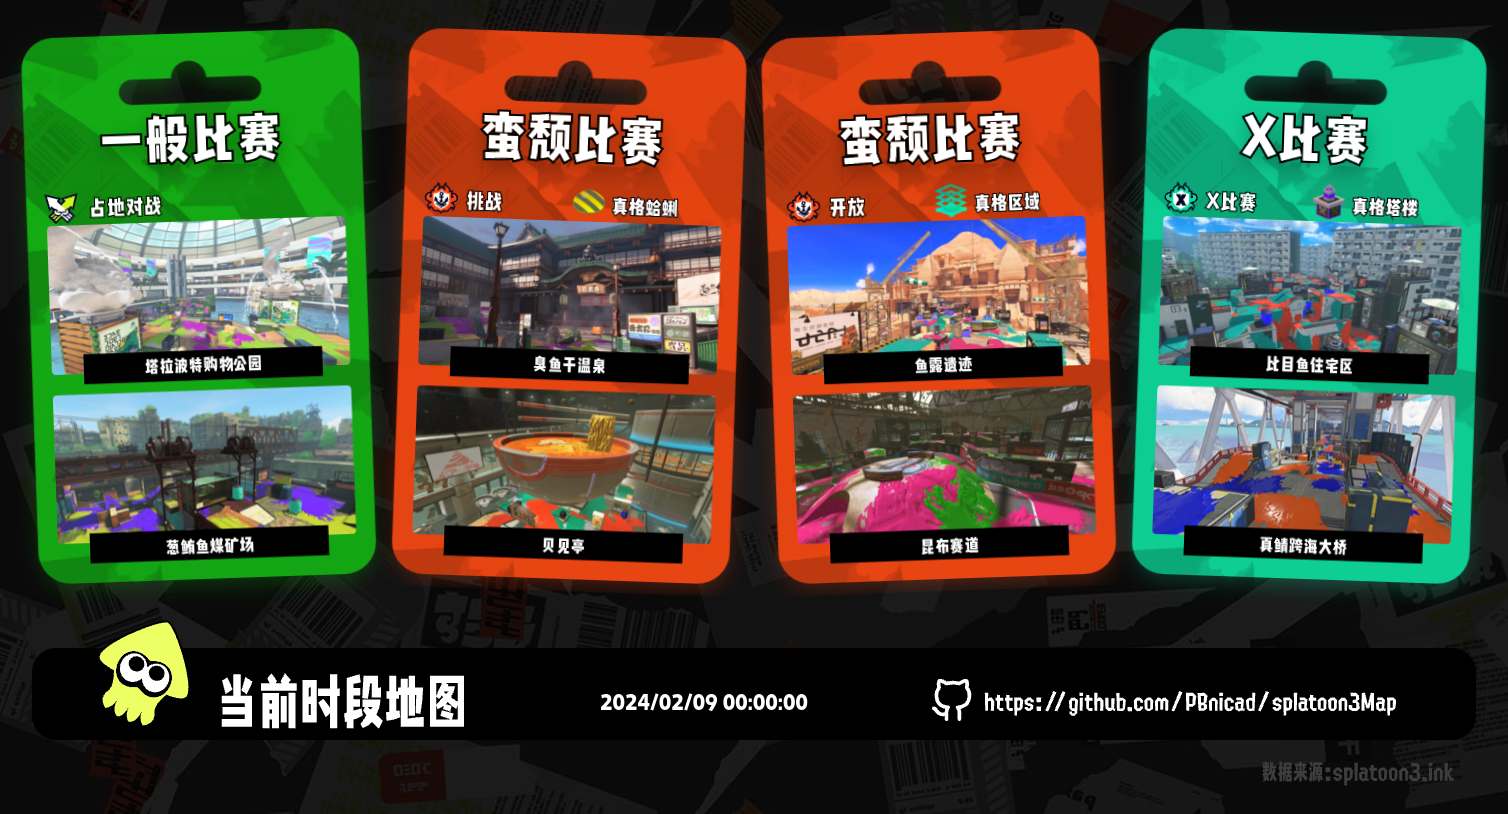 一般比赛
占地对战
塔拉波特购物公园
葱鲔鱼煤矿场
蛮颓比赛
挑战
真格蛤蜊
臭鱼干温泉
贝见亭
蛮颓比赛
开放
真格区域
鱼露遗迹
昆布赛道
X比赛
X比赛
真格塔楼
比目鱼住宅区
真鲭跨海大桥
当前时段地图
2024/02/09 00:00:00
https://github.com/PBnicad/splatoon3Map
数据来源:splatoon3.ink